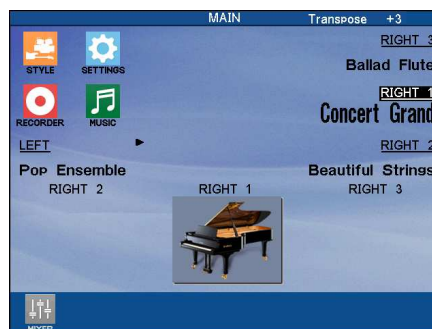 MAIN Transpose +3
RIGHT 3
Ballad Flute
STYLE SETTINGS
RIGHT 1
Concert Grand
RECORDER MUSIC
LEFT RIGHT 2
Pop Ensemble Beautiful Strings
RIGHT 2 RIGHT 1 RIGHT 3
MIXER